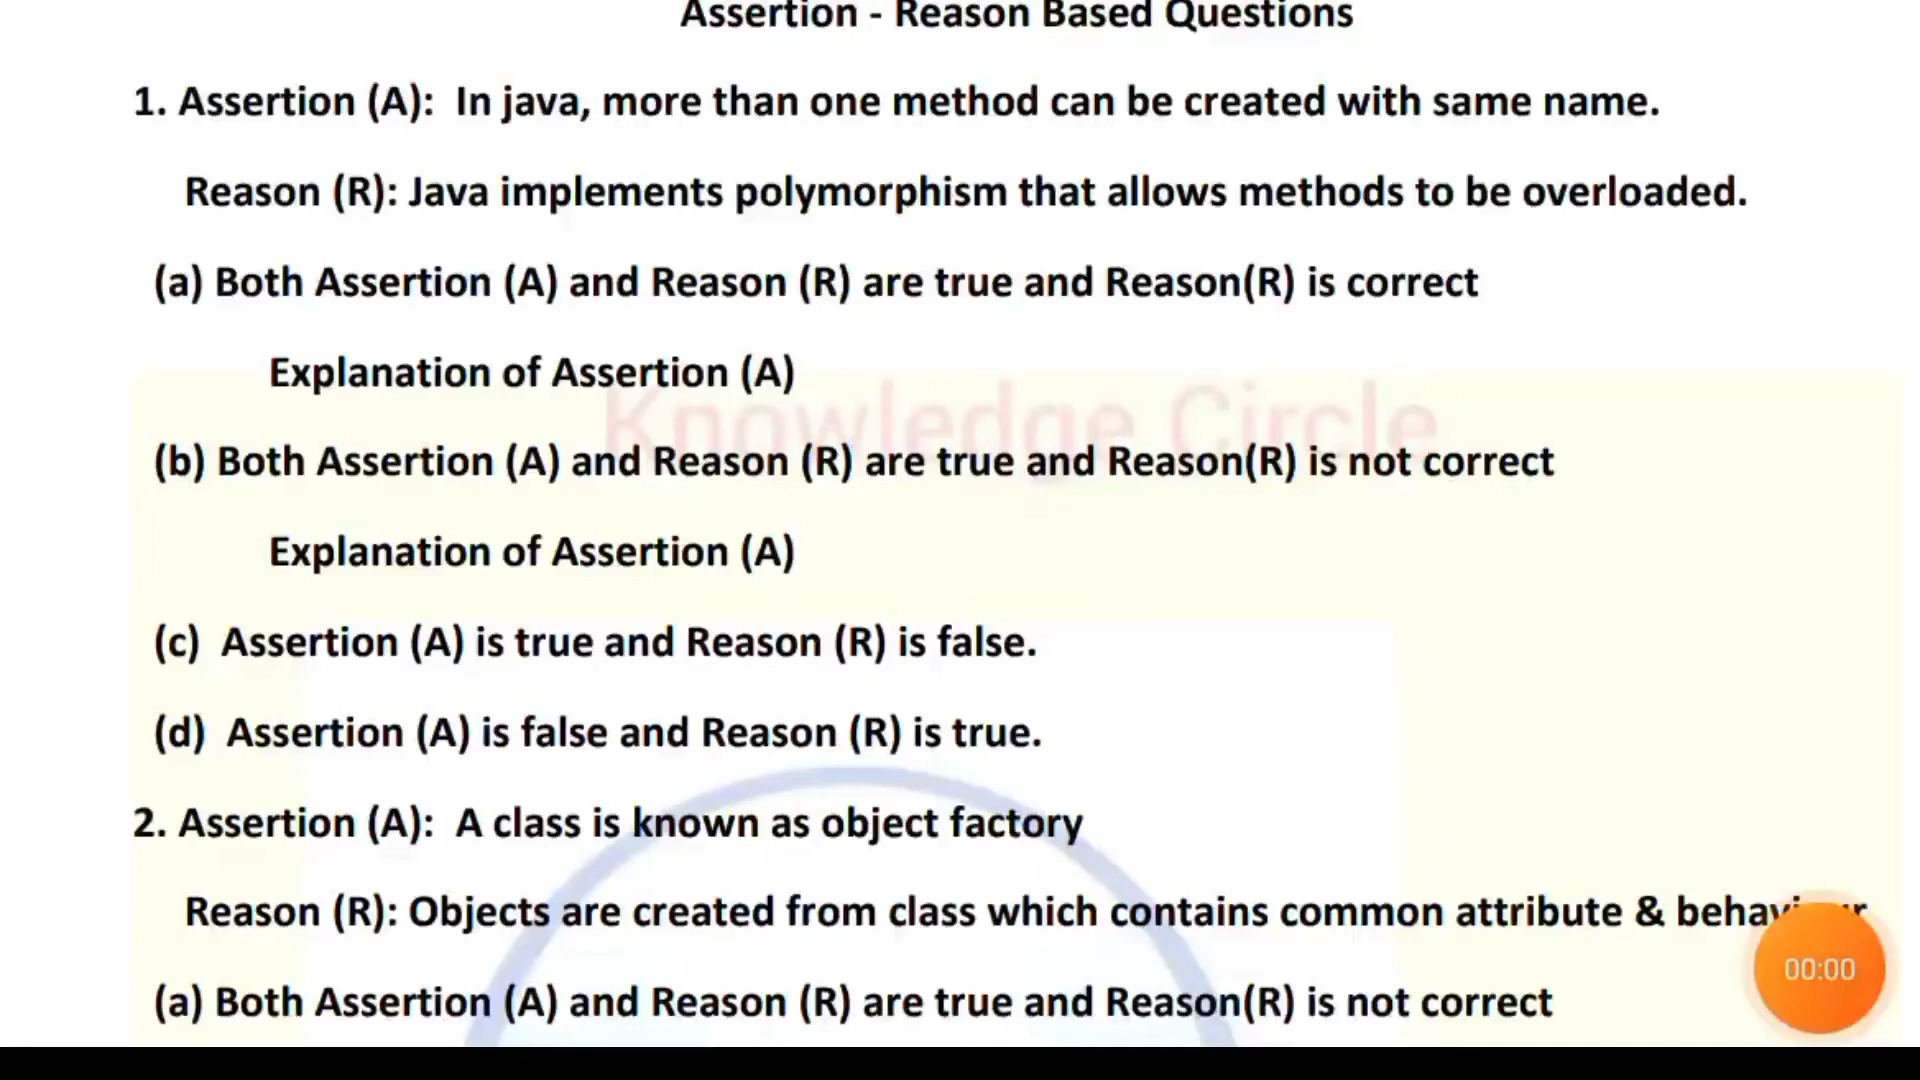 Assertion - Reason Based Questions
1. Assertion (A): In java, more than one method can be created with same name.
Reason (R): Java implements polymorphism that allows methods to be overloaded.
(a) Both Assertion (A) and Reason (R) are true and Reason(R) is correct
Explanation of Assertion (A)
Knowledge Circle
(b) Both Assertion (A) and Reason (R) are true and Reason(R) is not correct
Explanation of Assertion (A)
(c) Assertion (A) is true and Reason (R) is false.
(d) Assertion (A) is false and Reason (R) is true.
2. Assertion (A): A class is known as object factory
Reason (R): Objects are created from class which contains common attribute & behaviour
00:00
(a) Both Assertion (A) and Reason (R) are true and Reason(R) is not correct